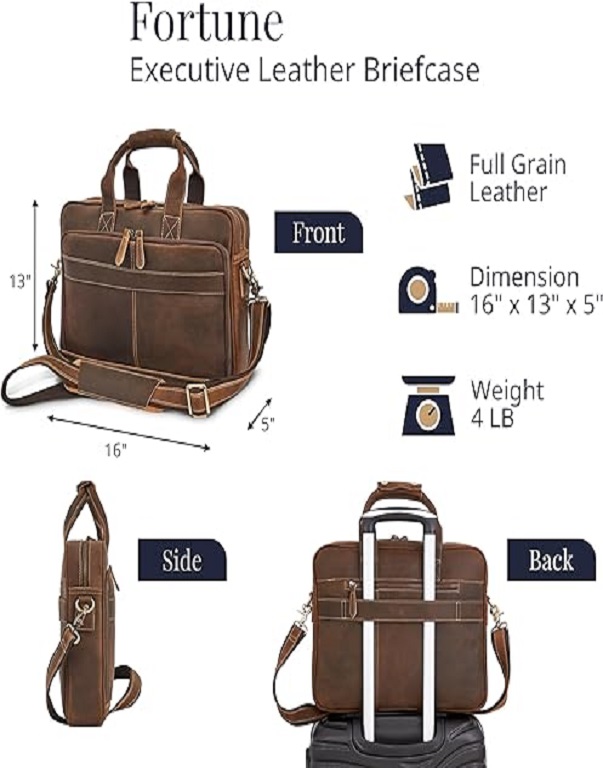 Fortune
Executive Leather Briefcase
Full Grain
Leather
Front
13"
Dimension
16" x 13" x 5"
Weight
4 LB
5"
16"
Side
Back